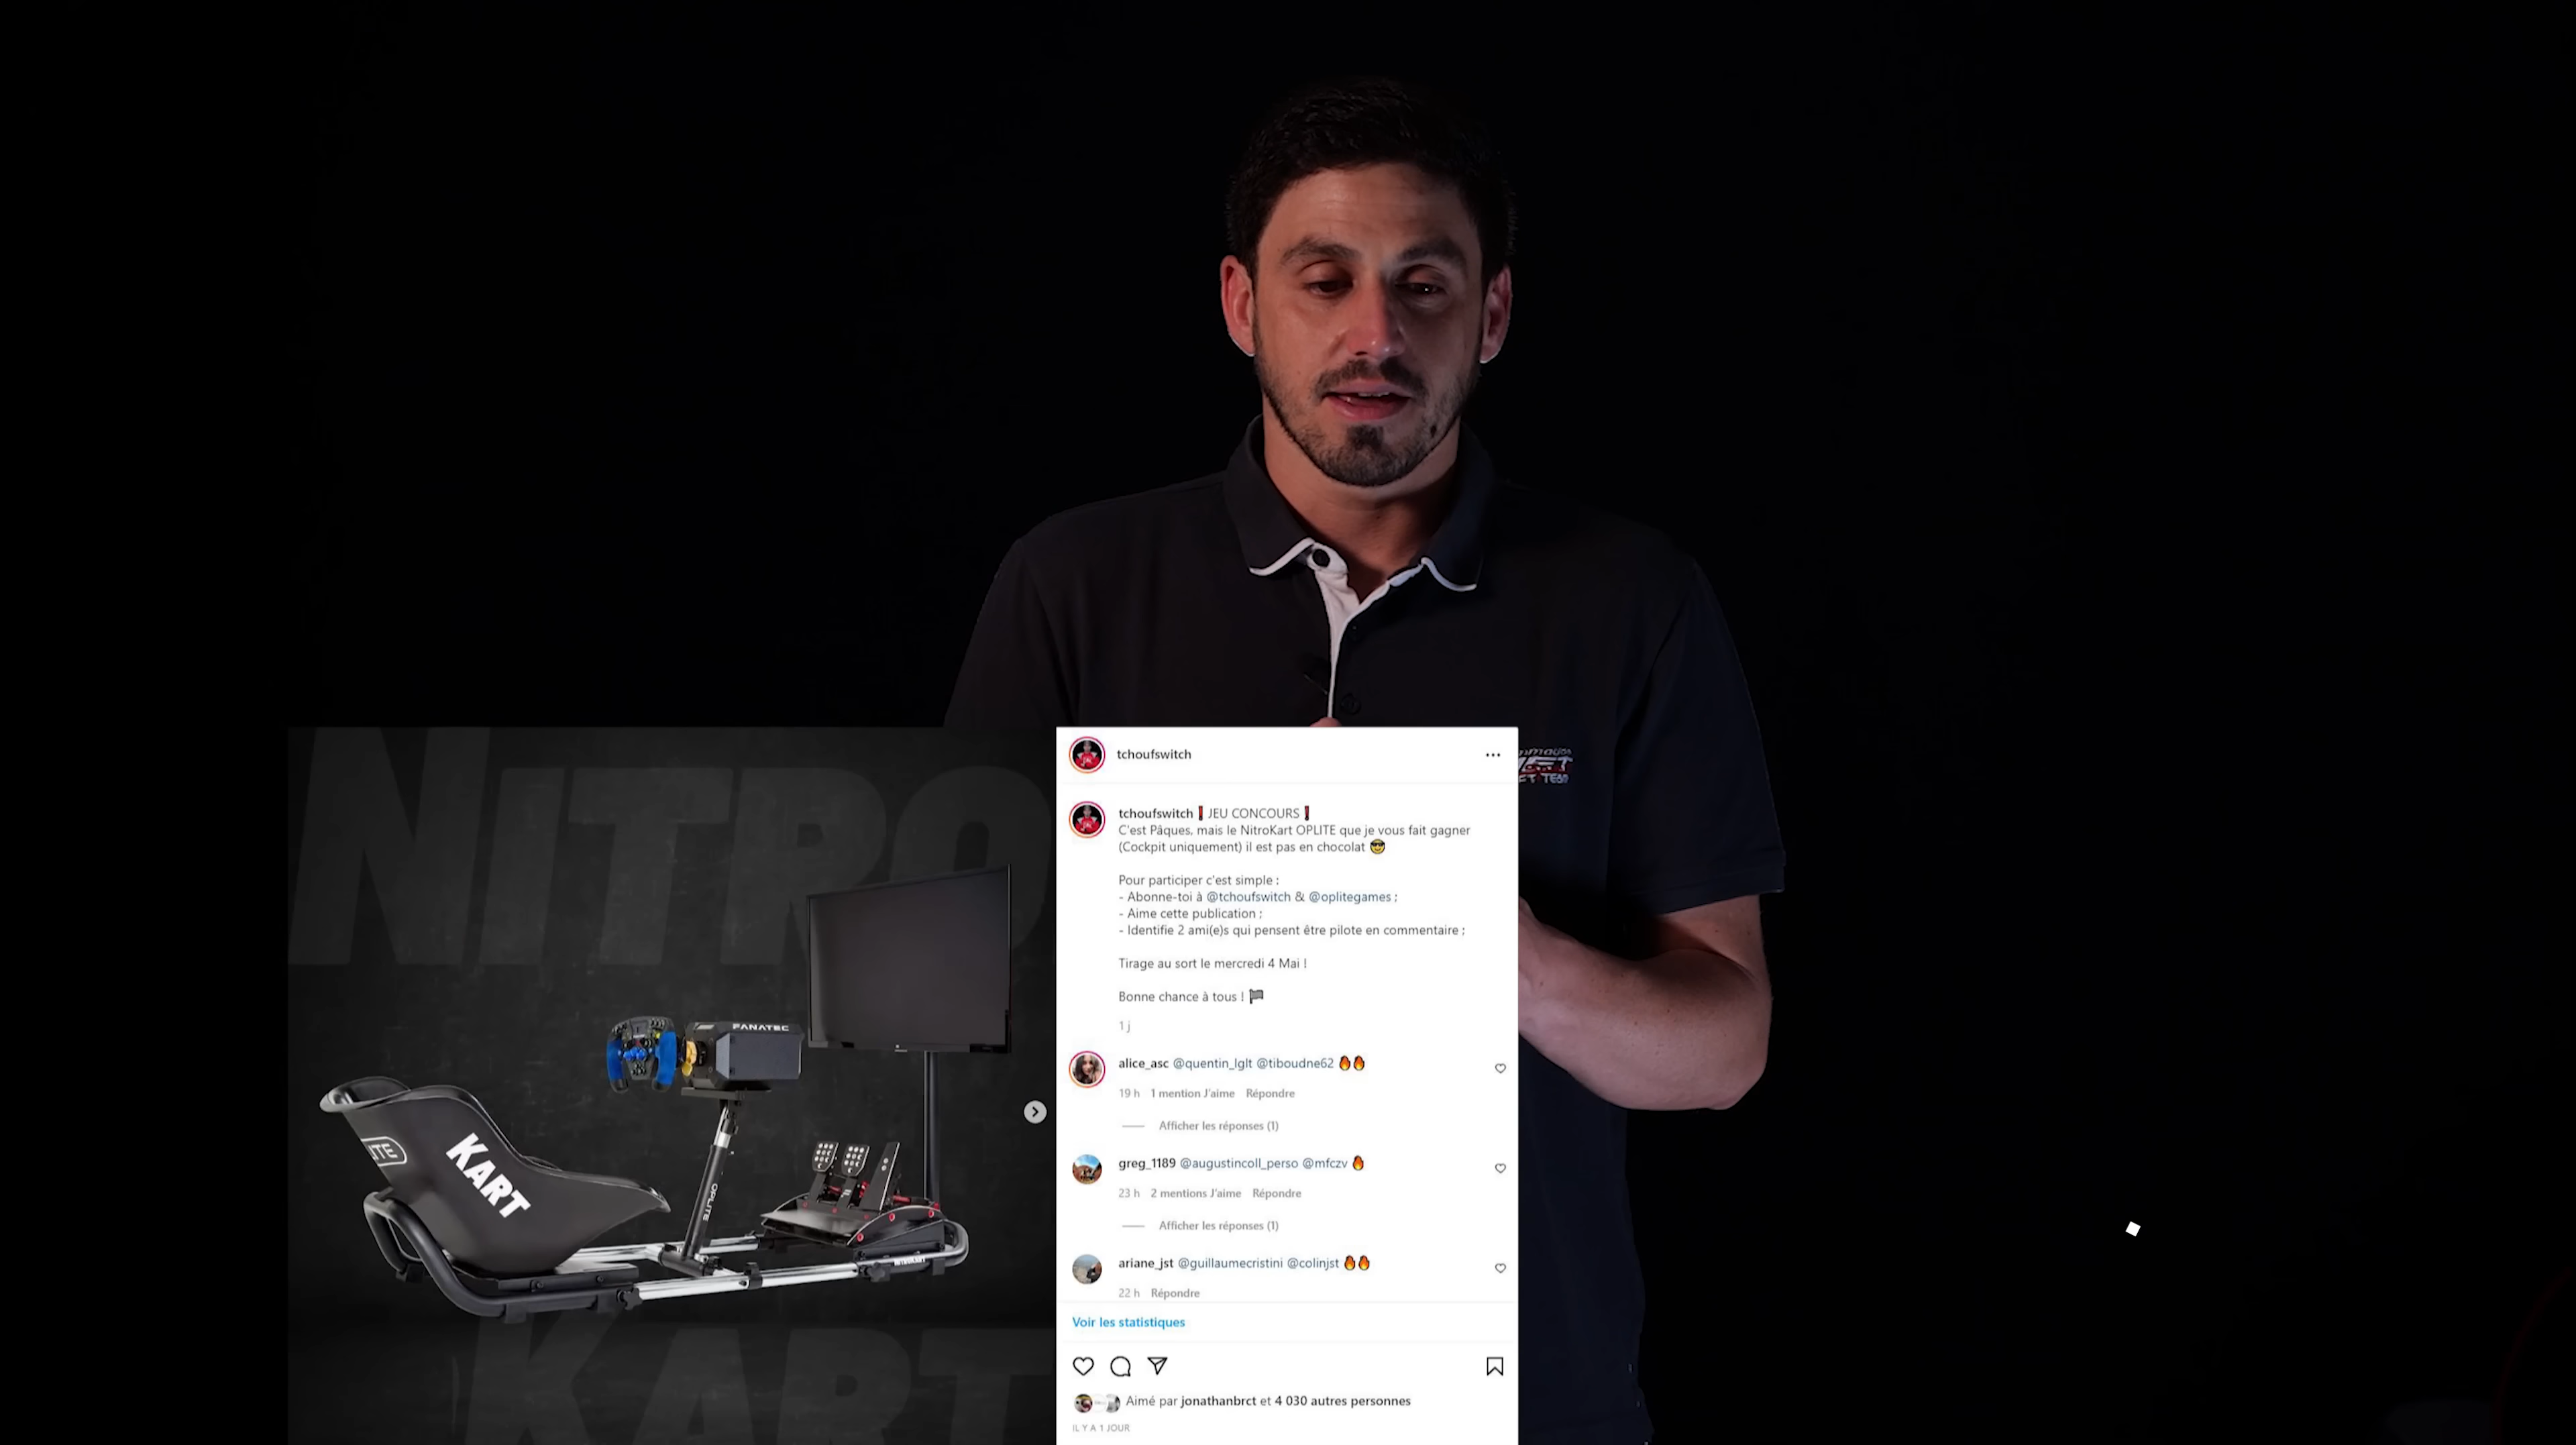 NITRO
KART
FANATEC
OPLITE
KART
tchoufswitch
tchoufswitch❗JEU CONCOURS❗
C'est Pâques, mais le NitroKart OPLITE que je vous fait gagner
(Cockpit uniquement) il est pas en chocolat 😎
Pour participer c'est simple :
- Abonne-toi à @tchoufswitch & @oplitegames ;
- Aime cette publication ;
- Identifie 2 ami(e)s qui pensent être pilote en commentaire ;
Tirage au sort le mercredi 4 Mai !
Bonne chance à tous ! 🏁
1 j
alice_asc @quentin_lglt @tiboudne62 🔥🔥
19 h 1 mention J'aime Répondre
Afficher les réponses (1)
greg_1189 @augustincoll_perso @mfczv 🔥
23 h 2 mentions J'aime Répondre
Afficher les réponses (1)
ariane_jst @guillaumecristini @colinjst 🔥🔥
22 h Répondre
Voir les statistiques
Aimé par jonathanbrct et 4 030 autres personnes
IL Y A 1 JOUR